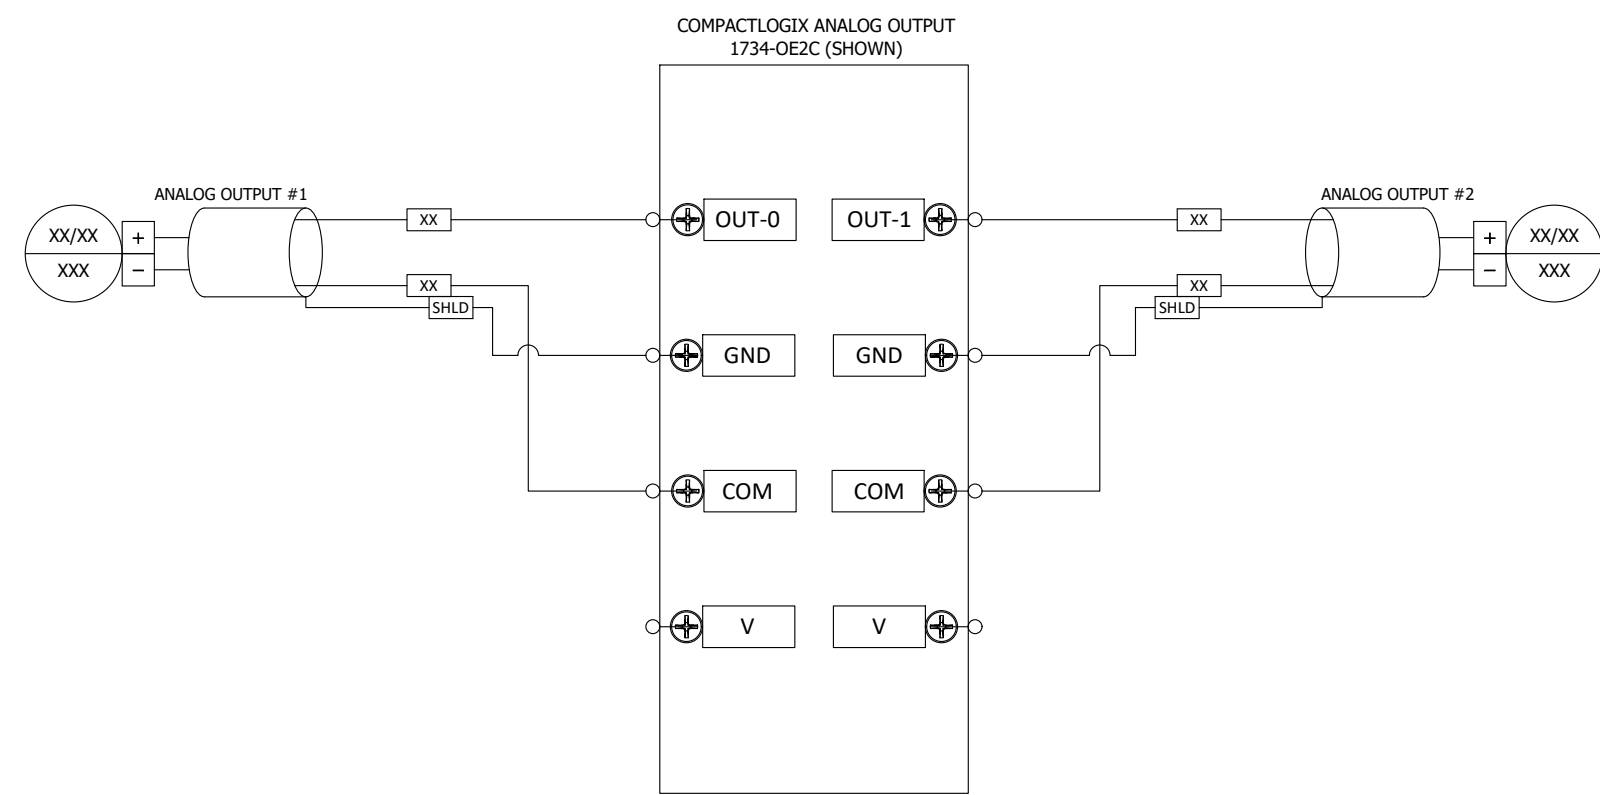 COMPACTLOGIX ANALOG OUTPUT
1734-OE2C (SHOWN)
ANALOG OUTPUT #1
ANALOG OUTPUT #2
XX/XX
XXX
+
−
XX
OUT-0
OUT-1
XX
+
−
XX/XX
XXX
XX
SHLD
XX
SHLD
GND
GND
COM
COM
V
V